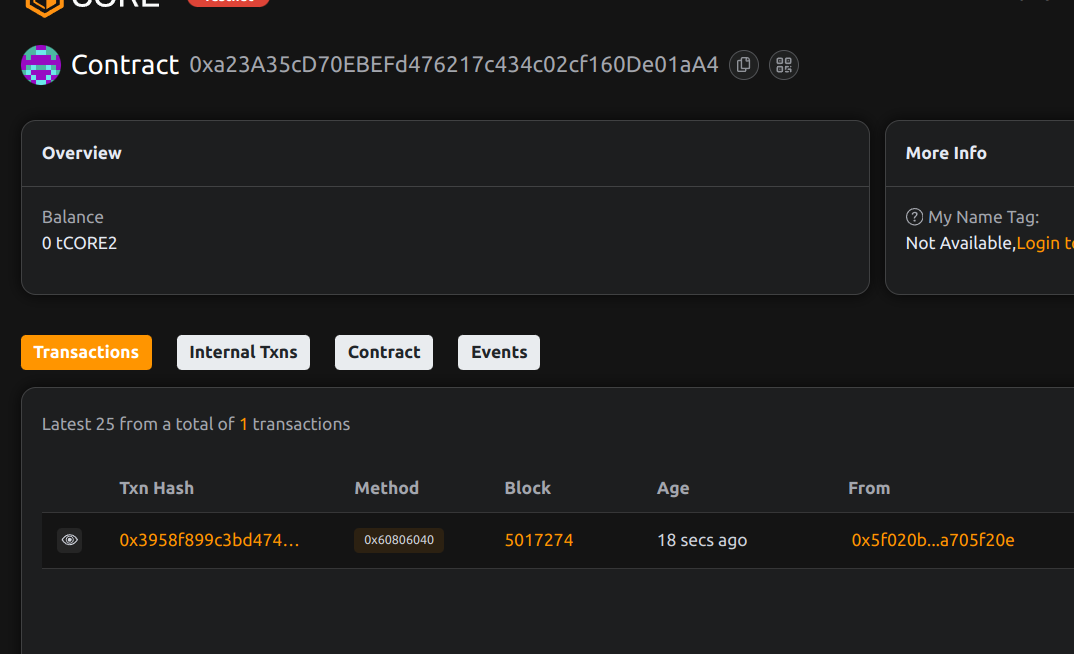 CORE
Contract 0xa23A35cD70EBEFd476217c434c02cf160De01aA4
Overview
Balance
0 tCORE2
More Info
My Name Tag:
Not Available,Login to
Transactions Internal Txns Contract Events
Latest 25 from a total of 1 transactions
Txn Hash Method Block Age From
0x3958f899c3bd474... 0x60806040 5017274 18 secs ago 0x5f020b...a705f20e